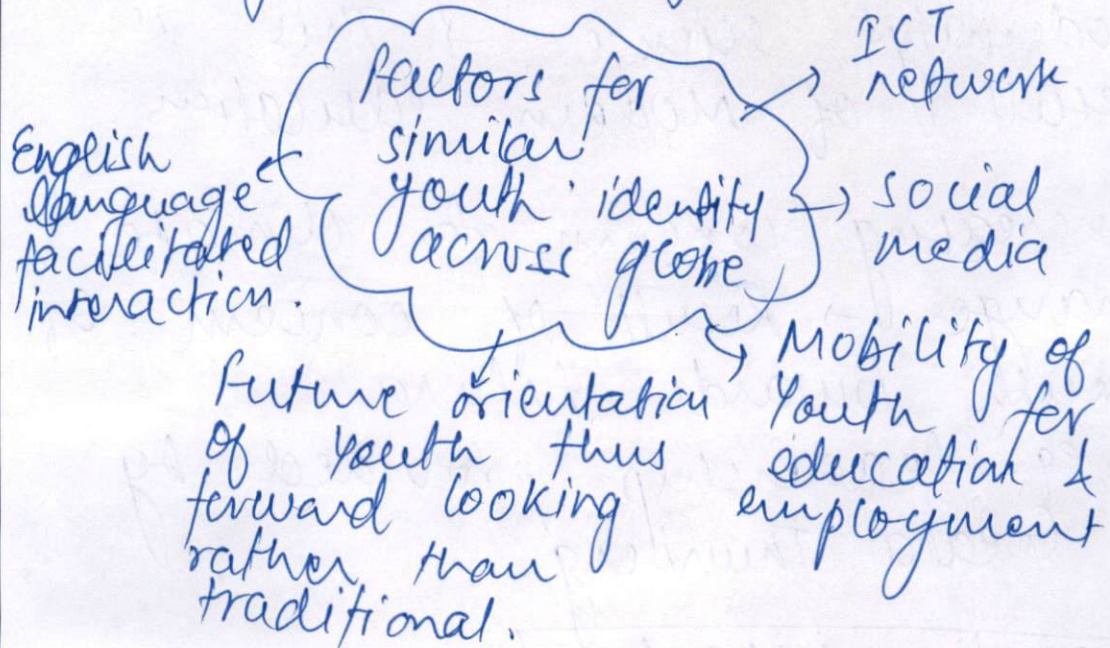 Factors for
similar
youth identity
across globe
ICT
network
social
media
Mobility of
Youth for
education &
employment
Future orientation
of youth thus
forward looking
rather than
traditional.
English
language
facilitated
interaction.